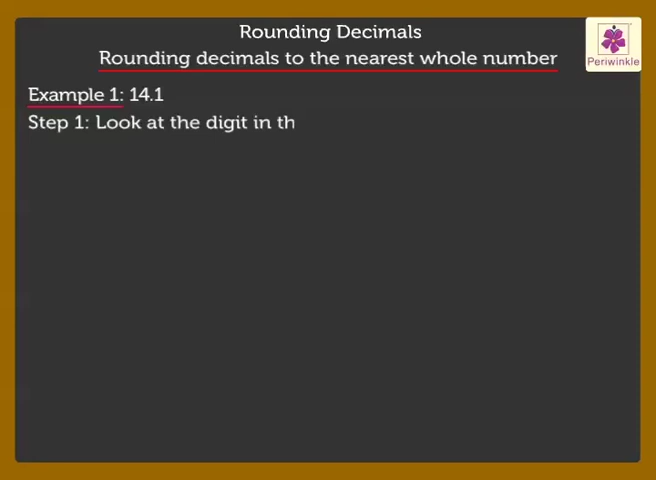 Rounding Decimals
Rounding decimals to the nearest whole number
Periwinkle
Example 1: 14.1
Step 1: Look at the digit in th